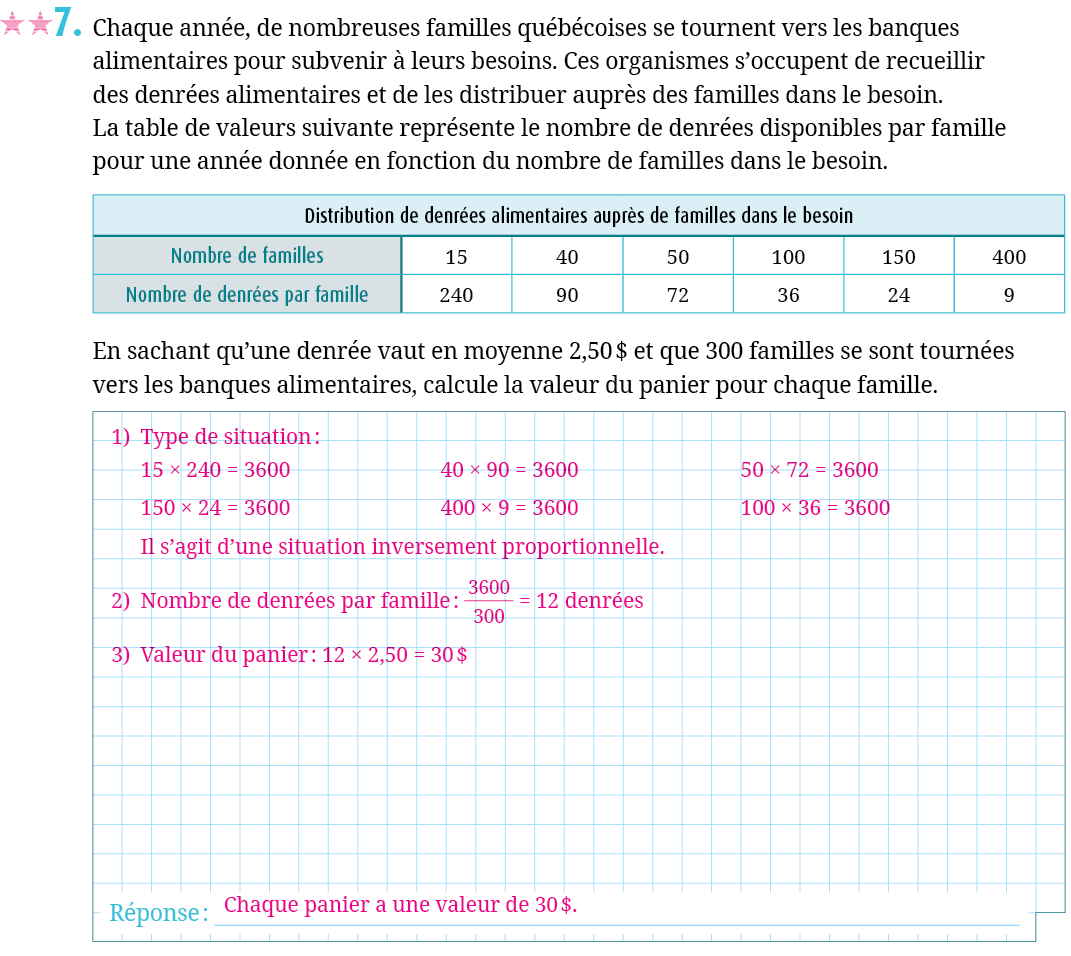 7. Chaque année, de nombreuses familles québécoises se tournent vers les banques
alimentaires pour subvenir à leurs besoins. Ces organismes s’occupent de recueillir
des denrées alimentaires et de les distribuer auprès des familles dans le besoin.
La table de valeurs suivante représente le nombre de denrées disponibles par famille
pour une année donnée en fonction du nombre de familles dans le besoin.
Distribution de denrées alimentaires auprès de familles dans le besoin
Nombre de familles 15 40 50 100 150 400
Nombre de denrées par famille 240 90 72 36 24 9
En sachant qu’une denrée vaut en moyenne 2,50 $ et que 300 familles se sont tournées
vers les banques alimentaires, calcule la valeur du panier pour chaque famille.
1) Type de situation :
15 × 240 = 3600 40 × 90 = 3600 50 × 72 = 3600
150 × 24 = 3600 400 × 9 = 3600 100 × 36 = 3600
Il s’agit d’une situation inversement proportionnelle.
2) Nombre de denrées par famille : 3600/300 = 12 denrées
3) Valeur du panier : 12 × 2,50 = 30 $
Réponse : Chaque panier a une valeur de 30 $.